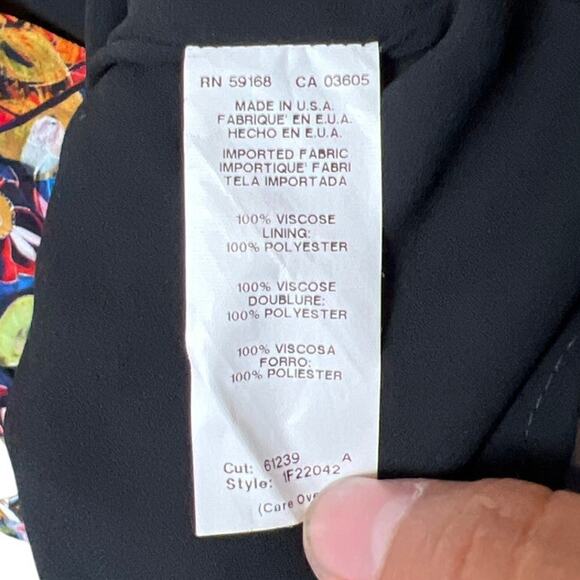 RN 59168 CA 03605
MADE IN U.S.A.
FABRIQUE' EN E.U.A.
HECHO EN E.U.A.
IMPORTED FABRIC
IMPORTIQUE' FABRI
TELA IMPORTADA
100% VISCOSE
LINING:
100% POLYESTER
100% VISCOSE
DOUBLURE:
100% POLYESTER
100% VISCOSA
FORRO:
100% POLIESTER
Cut: 61239 A
Style: 1F22042
(Care